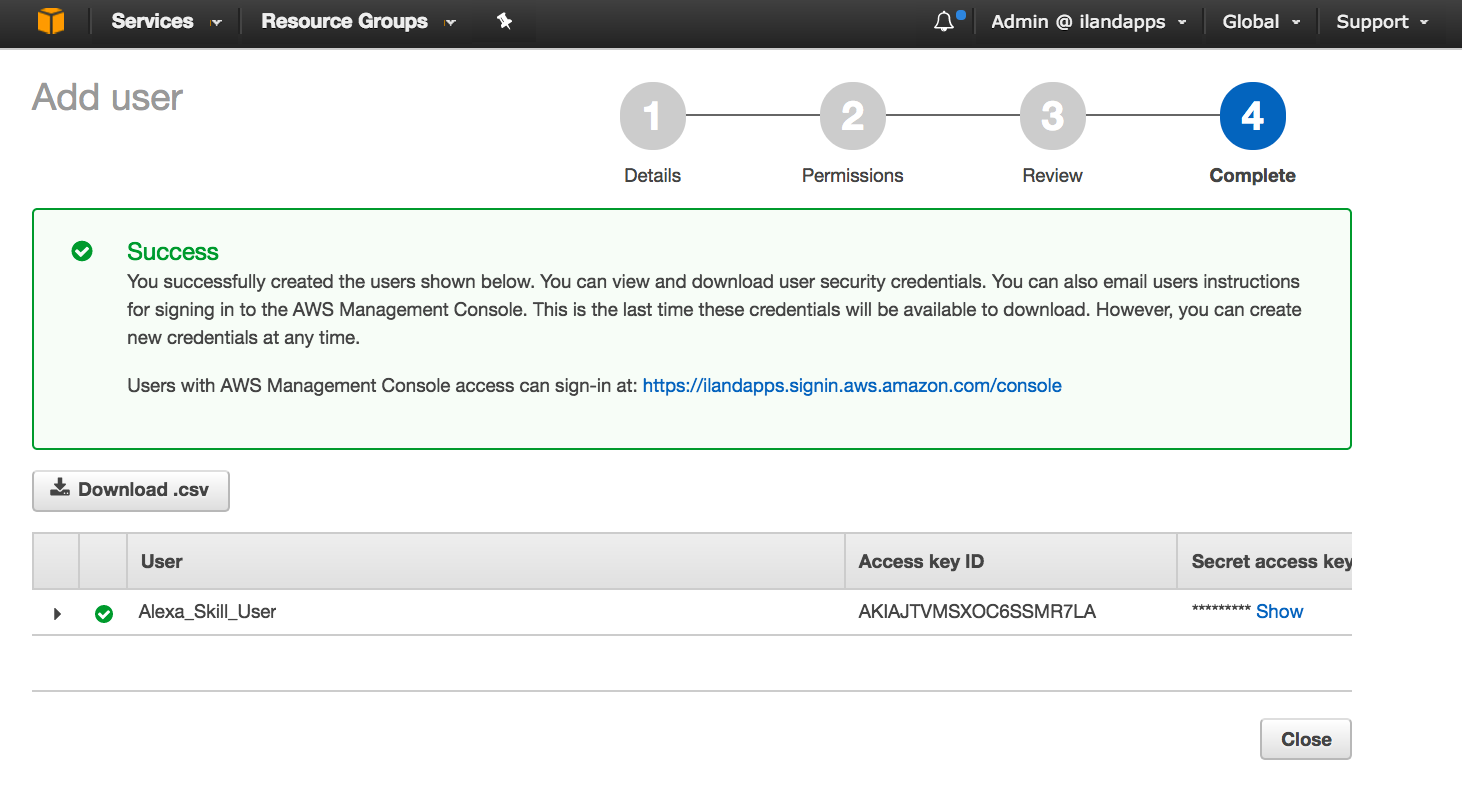 Services Resource Groups Admin @ ilandapps Global Support
Add user
1 2 3 4
Details Permissions Review Complete
Success
You successfully created the users shown below. You can view and download user security credentials. You can also email users instructions
for signing in to the AWS Management Console. This is the last time these credentials will be available to download. However, you can create
new credentials at any time.
Users with AWS Management Console access can sign-in at: https://ilandapps.signin.aws.amazon.com/console
Download .csv
User Access key ID Secret access key
Alexa_Skill_User AKIAJTVMSXOC6SSMR7LA ********* Show
Close